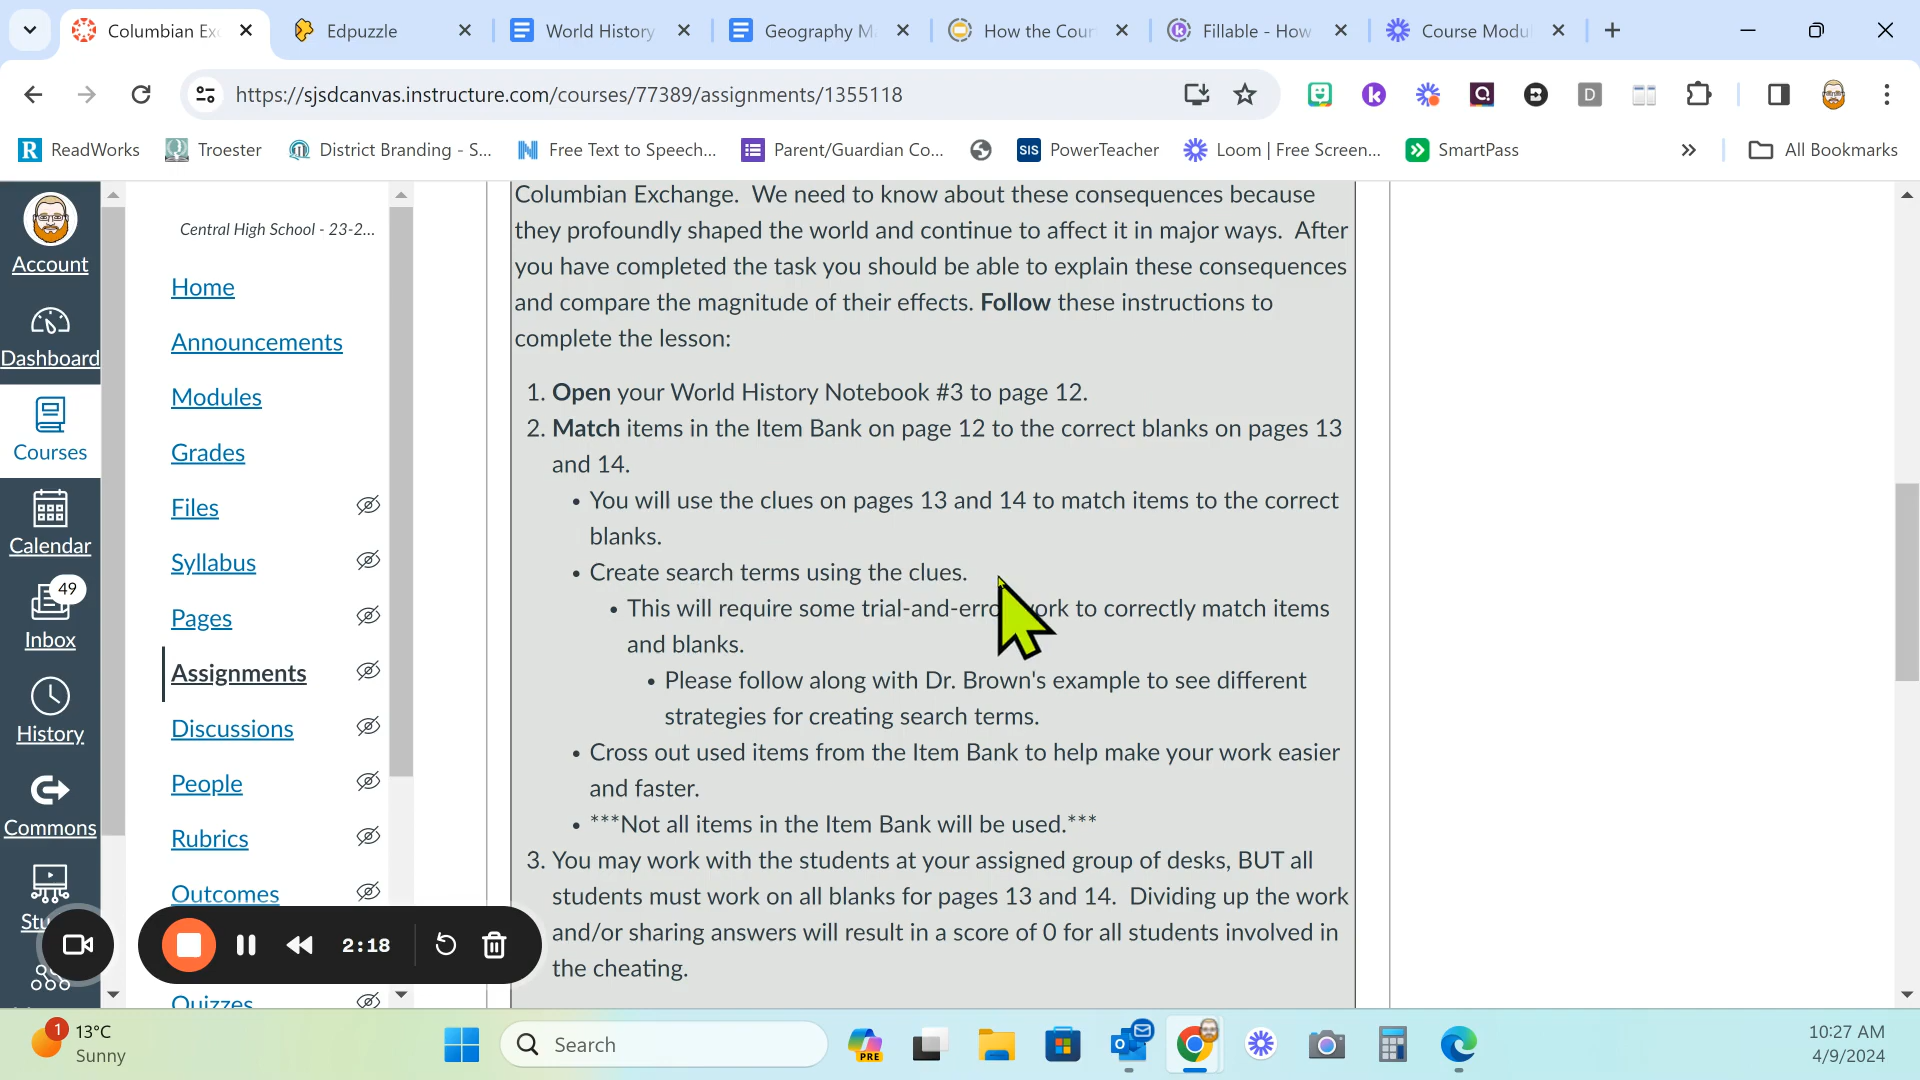 Columbian Ex
Edpuzzle
World History
Geography M
How the Cour
Fillable - How
Course Modu
https://sjsdcanvas.instructure.com/courses/77389/assignments/1355118
ReadWorks
Troester
District Branding - S...
Free Text to Speech...
Parent/Guardian Co...
SIS
PowerTeacher
Loom | Free Screen...
SmartPass
All Bookmarks
Account
Dashboard
Courses
Calendar
49
Inbox
History
Commons
Stu
Central High School - 23-2...
Home
Announcements
Modules
Grades
Files
Syllabus
Pages
Assignments
Discussions
People
Rubrics
Outcomes
Quizzes
Columbian Exchange. We need to know about these consequences because
they profoundly shaped the world and continue to affect it in major ways. After
you have completed the task you should be able to explain these consequences
and compare the magnitude of their effects. Follow these instructions to
complete the lesson:
1. Open your World History Notebook #3 to page 12.
2. Match items in the Item Bank on page 12 to the correct blanks on pages 13
and 14.
• You will use the clues on pages 13 and 14 to match items to the correct
blanks.
• Create search terms using the clues.
• This will require some trial-and-erro ork to correctly match items
and blanks.
• Please follow along with Dr. Brown's example to see different
strategies for creating search terms.
• Cross out used items from the Item Bank to help make your work easier
and faster.
• ***Not all items in the Item Bank will be used.***
3. You may work with the students at your assigned group of desks, BUT all
students must work on all blanks for pages 13 and 14. Dividing up the work
and/or sharing answers will result in a score of 0 for all students involved in
the cheating.
2:18
1
13°C
Sunny
Search
PRE
10:27 AM
4/9/2024